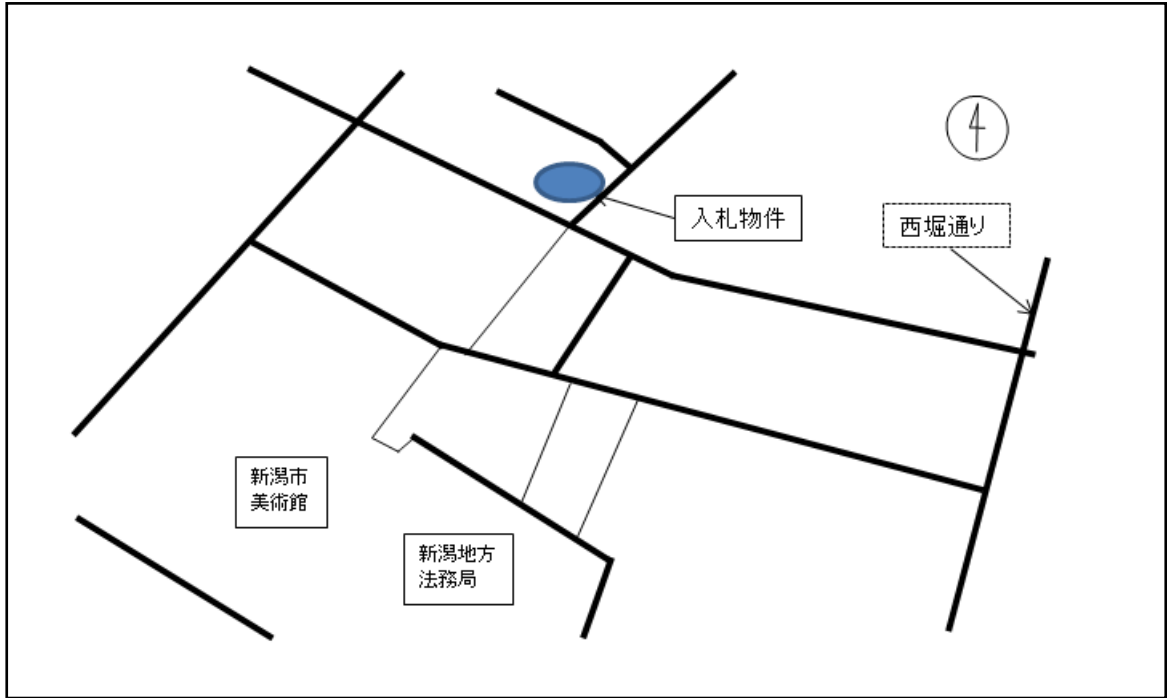 入札物件
西堀通り
新潟市
美術館
新潟地方
法務局